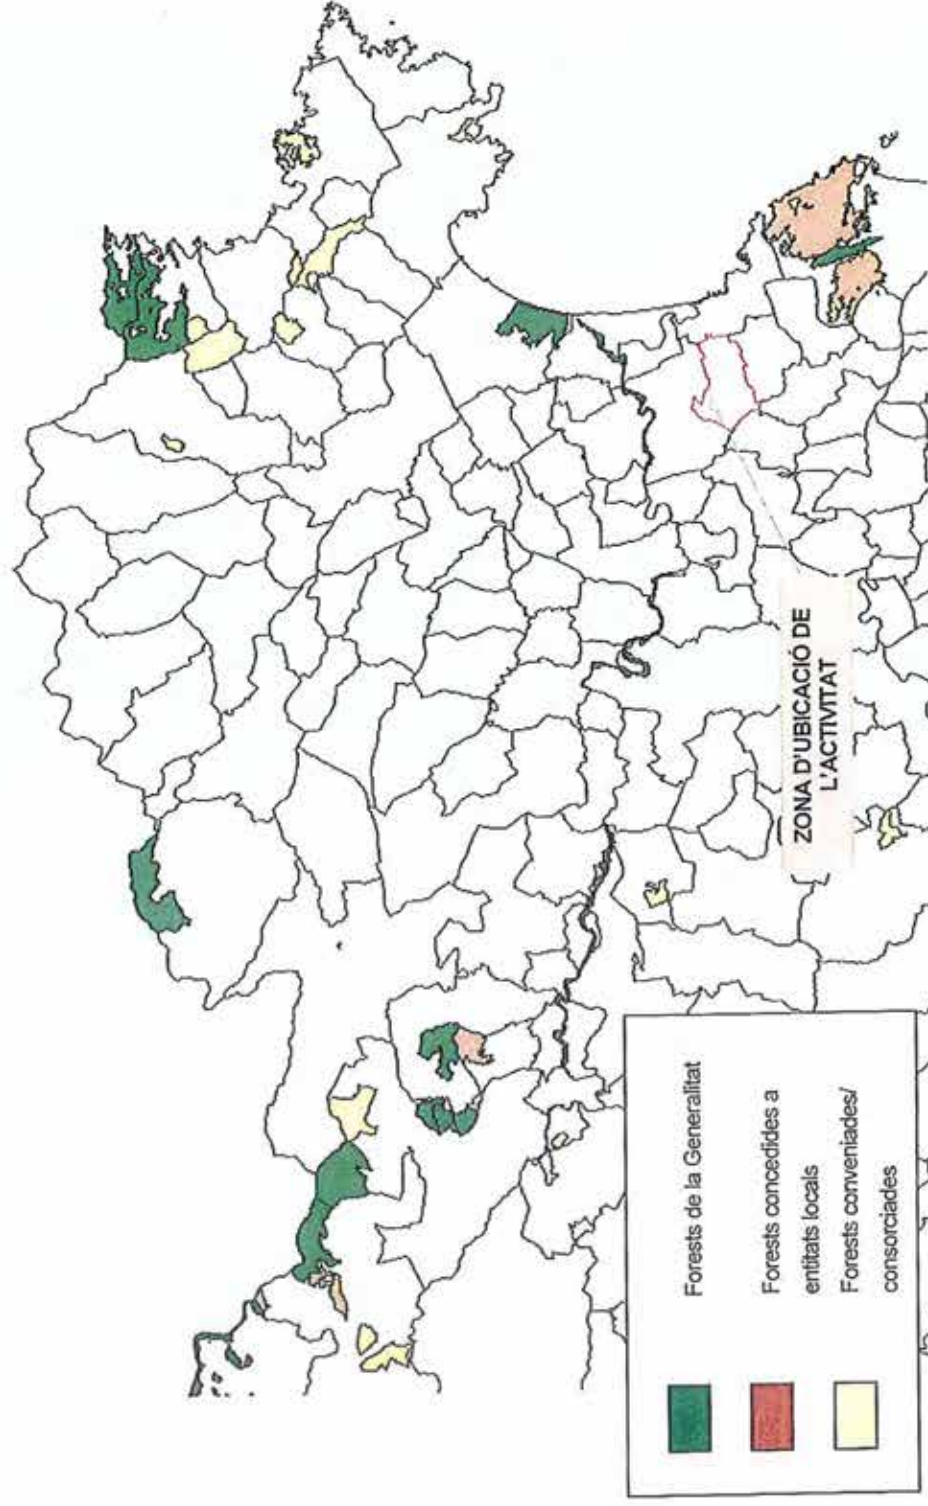 ZONA D'UBICACIÓ DE
L'ACTIVITAT
Forests de la Generalitat
Forests concedides a
entitats locals
Forests conveniades/
consorciades